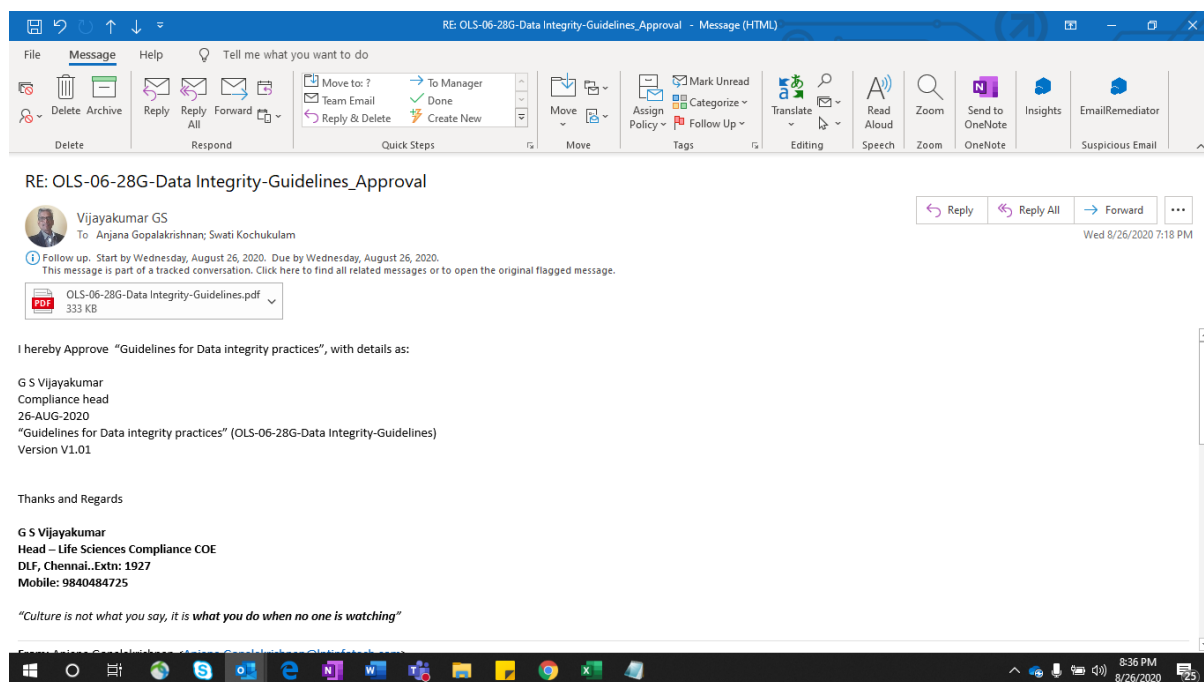 RE: OLS-06-28G-Data Integrity-Guidelines_Approval - Message (HTML)
File Message Help Tell me what you want to do
Delete Archive
Reply Reply All Forward
Move to: ? To Manager
Team Email Done
Reply & Delete Create New
Move
Assign Policy
Mark Unread
Categorize
Follow Up
Translate
Read Aloud
Zoom
Send to OneNote
Insights
EmailRemediator
Delete Respond Quick Steps Move Tags Editing Speech Zoom OneNote Suspicious Email
RE: OLS-06-28G-Data Integrity-Guidelines_Approval
Vijayakumar GS
To Anjana Gopalakrishnan; Swati Kochukulam
Reply Reply All Forward
Wed 8/26/2020 7:18 PM
Follow up. Start by Wednesday, August 26, 2020. Due by Wednesday, August 26, 2020.
This message is part of a tracked conversation. Click here to find all related messages or to open the original flagged message.
PDF
OLS-06-28G-Data Integrity-Guidelines.pdf
333 KB
I hereby Approve “Guidelines for Data integrity practices”, with details as:
G S Vijayakumar
Compliance head
26-AUG-2020
“Guidelines for Data integrity practices” (OLS-06-28G-Data Integrity-Guidelines)
Version V1.01
Thanks and Regards
G S Vijayakumar
Head – Life Sciences Compliance COE
DLF, Chennai..Extn: 1927
Mobile: 9840484725
“Culture is not what you say, it is what you do when no one is watching”
8:36 PM
8/26/2020
25